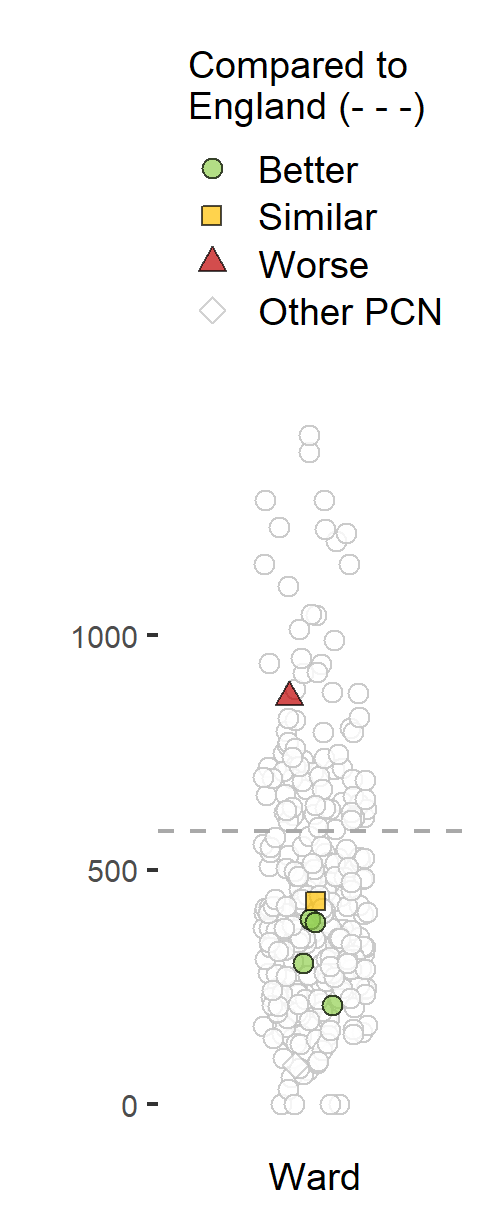 Compared to
England (- - -)
Better
Similar
Worse
Other PCN
1000
500
0
Ward